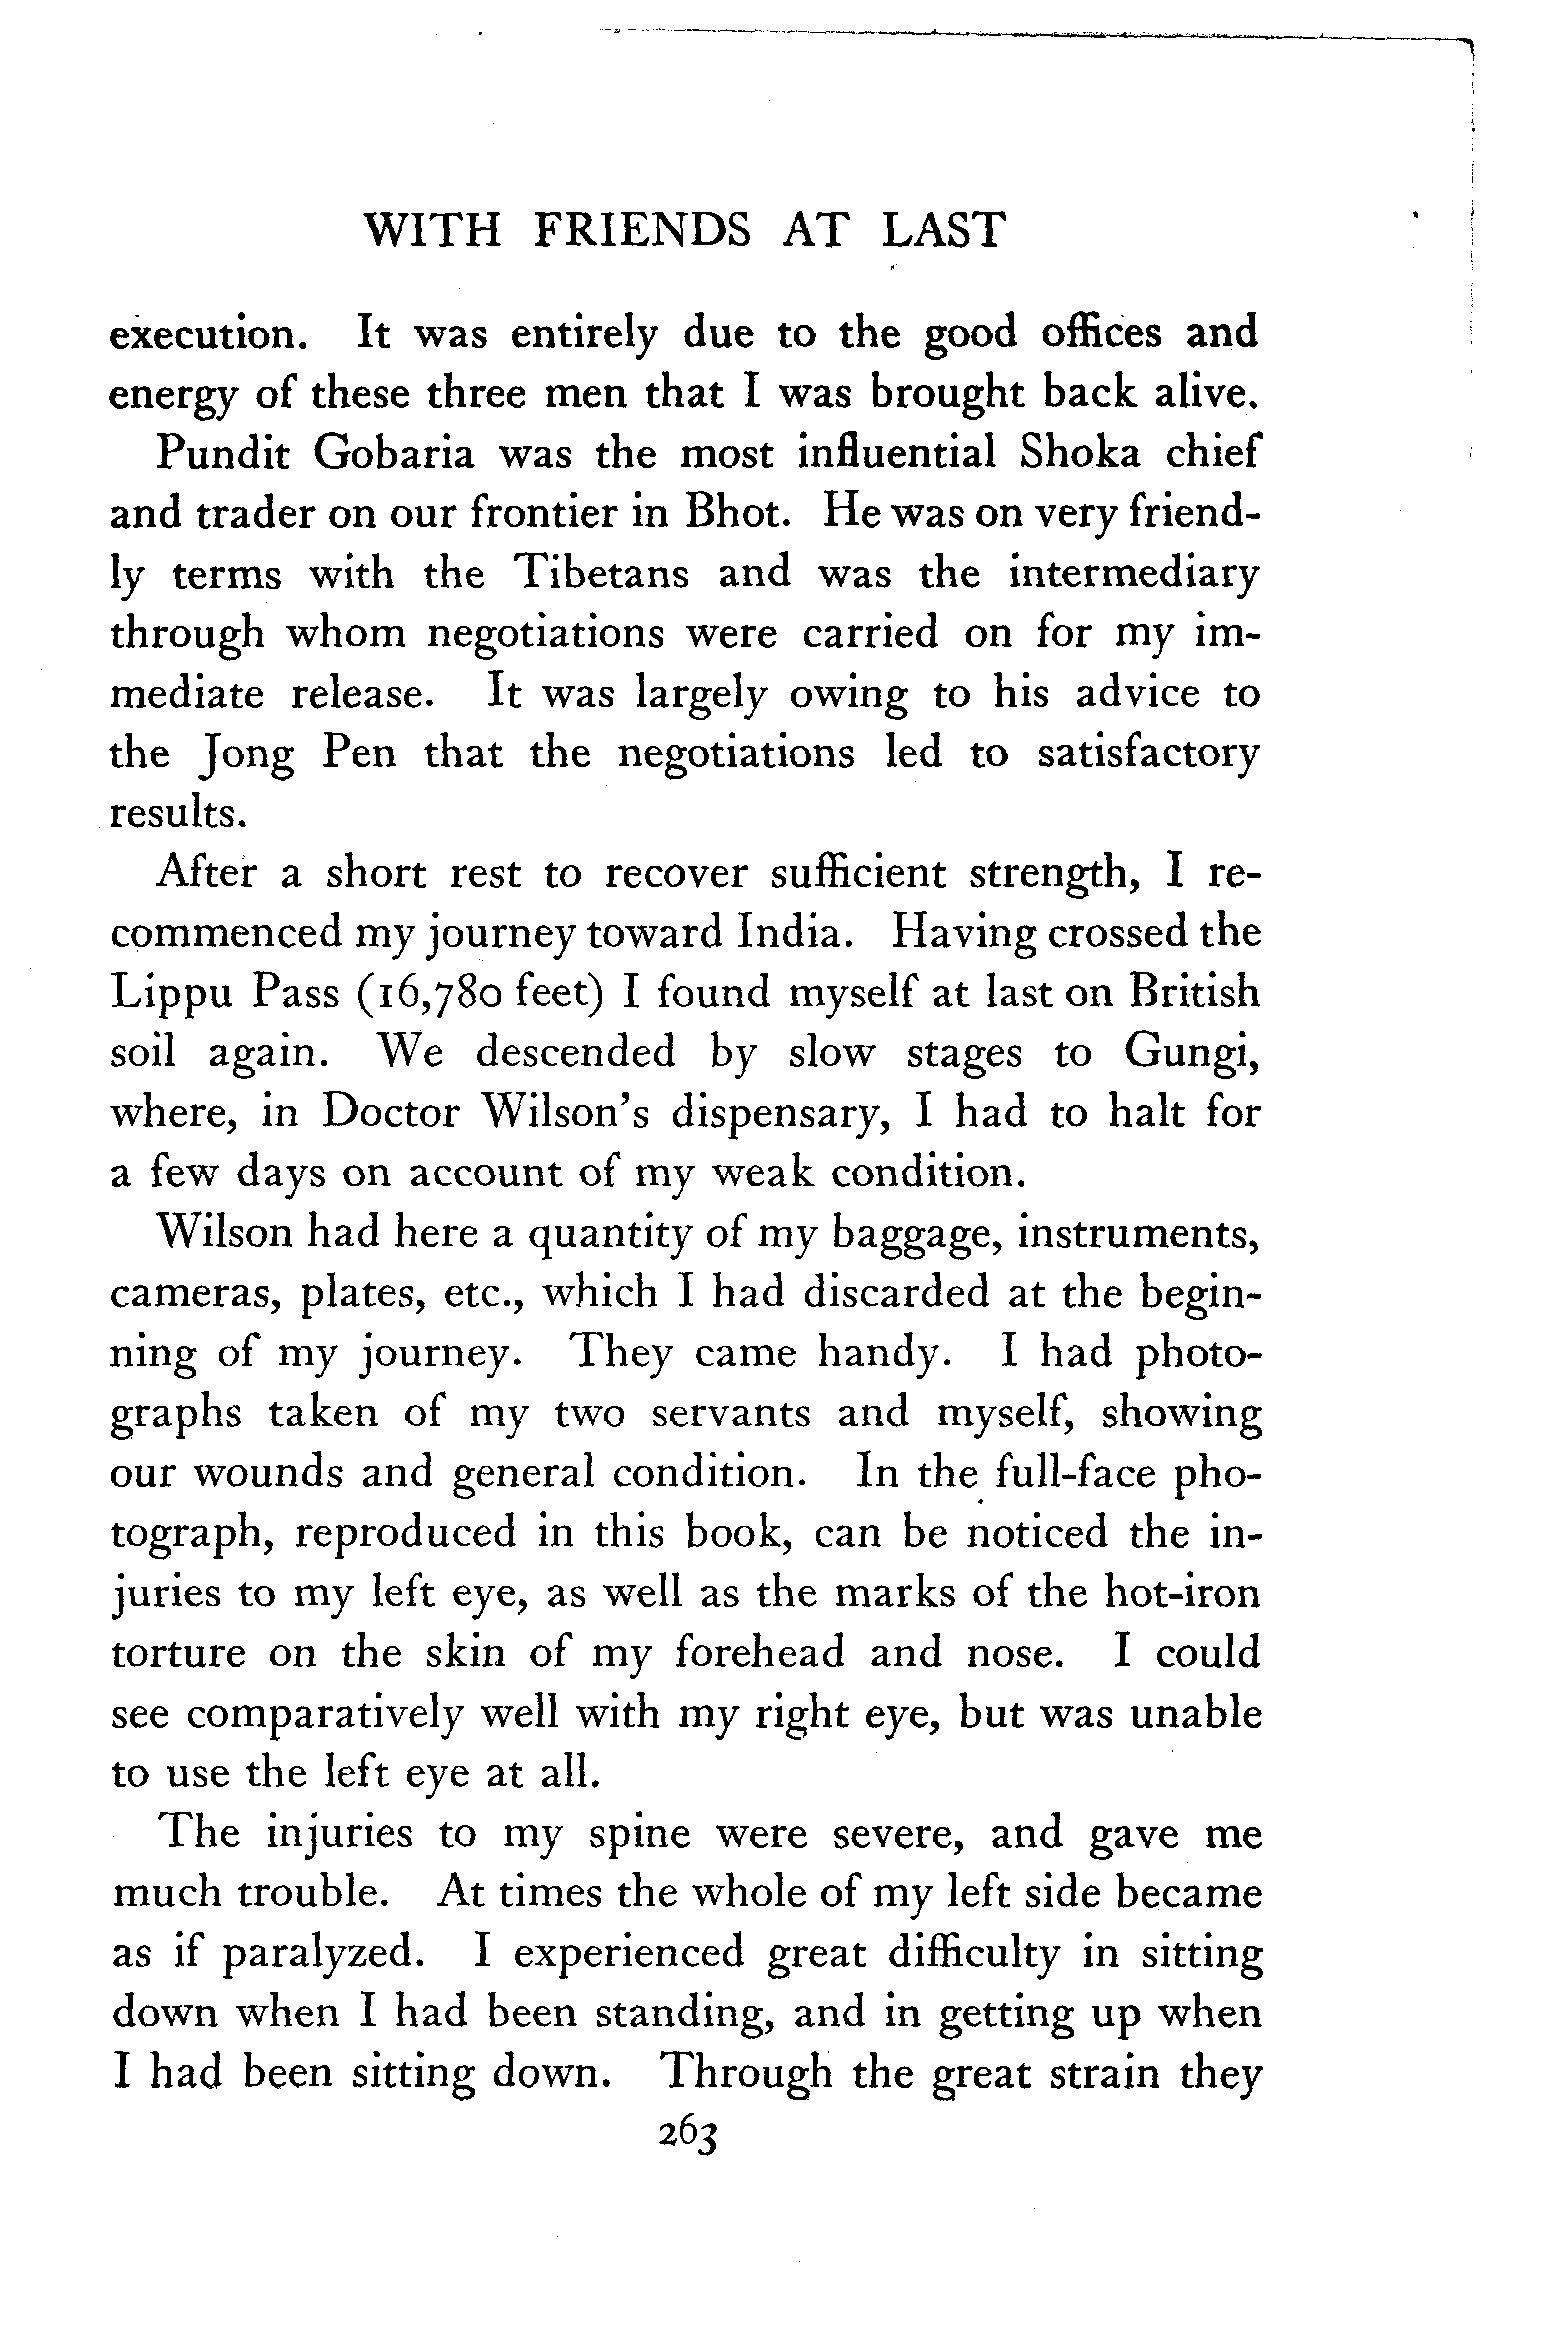 WITH FRIENDS AT LAST
execution. It was entirely due to the good offices and
energy of these three men that I was brought back alive.
Pundit Gobaria was the most influential Shoka chief
and trader on our frontier in Bhot. He was on very friend-
ly terms with the Tibetans and was the intermediary
through whom negotiations were carried on for my im-
mediate release. It was largely owing to his advice to
the Jong Pen that the negotiations led to satisfactory
results.
After a short rest to recover sufficient strength, I re-
commenced my journey toward India. Having crossed the
Lippu Pass (16,780 feet) I found myself at last on British
soil again. We descended by slow stages to Gungi,
where, in Doctor Wilson's dispensary, I had to halt for
a few days on account of my weak condition.
Wilson had here a quantity of my baggage, instruments,
cameras, plates, etc., which I had discarded at the begin-
ning of my journey. They came handy. I had photo-
graphs taken of my two servants and myself, showing
our wounds and general condition. In the full-face pho-
tograph, reproduced in this book, can be noticed the in-
juries to my left eye, as well as the marks of the hot-iron
torture on the skin of my forehead and nose. I could
see comparatively well with my right eye, but was unable
to use the left eye at all.
The injuries to my spine were severe, and gave me
much trouble. At times the whole of my left side became
as if paralyzed. I experienced great difficulty in sitting
down when I had been standing, and in getting up when
I had been sitting down. Through the great strain they
263